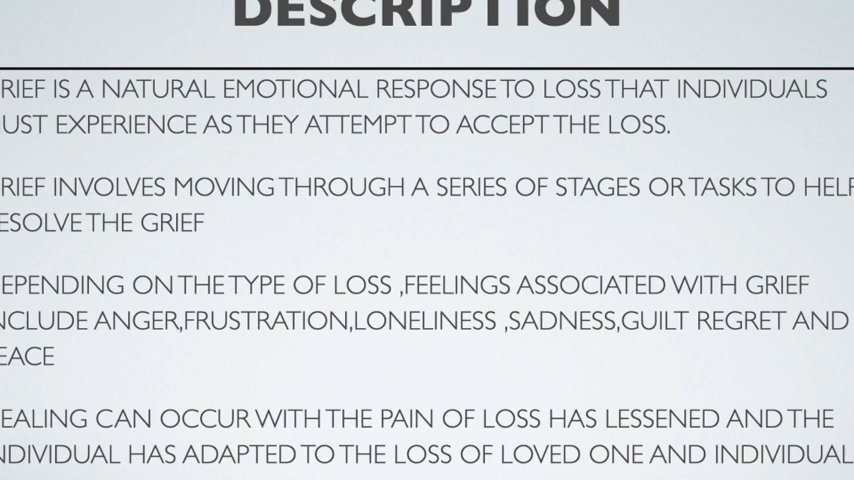 DESCRIPTION
RIEF IS A NATURAL EMOTIONAL RESPONSE TO LOSS THAT INDIVIDUALS
UST EXPERIENCE AS THEY ATTEMPT TO ACCEPT THE LOSS.
RIEF INVOLVES MOVING THROUGH A SERIES OF STAGES OR TASKS TO HELP
ESOLVE THE GRIEF
EPENDING ON THE TYPE OF LOSS ,FEELINGS ASSOCIATED WITH GRIEF
NCLUDE ANGER,FRUSTRATION,LONELINESS ,SADNESS,GUILT REGRET AND
EACE
EALING CAN OCCUR WITH THE PAIN OF LOSS HAS LESSENED AND THE
NDIVIDUAL HAS ADAPTED TO THE LOSS OF LOVED ONE AND INDIVIDUAL